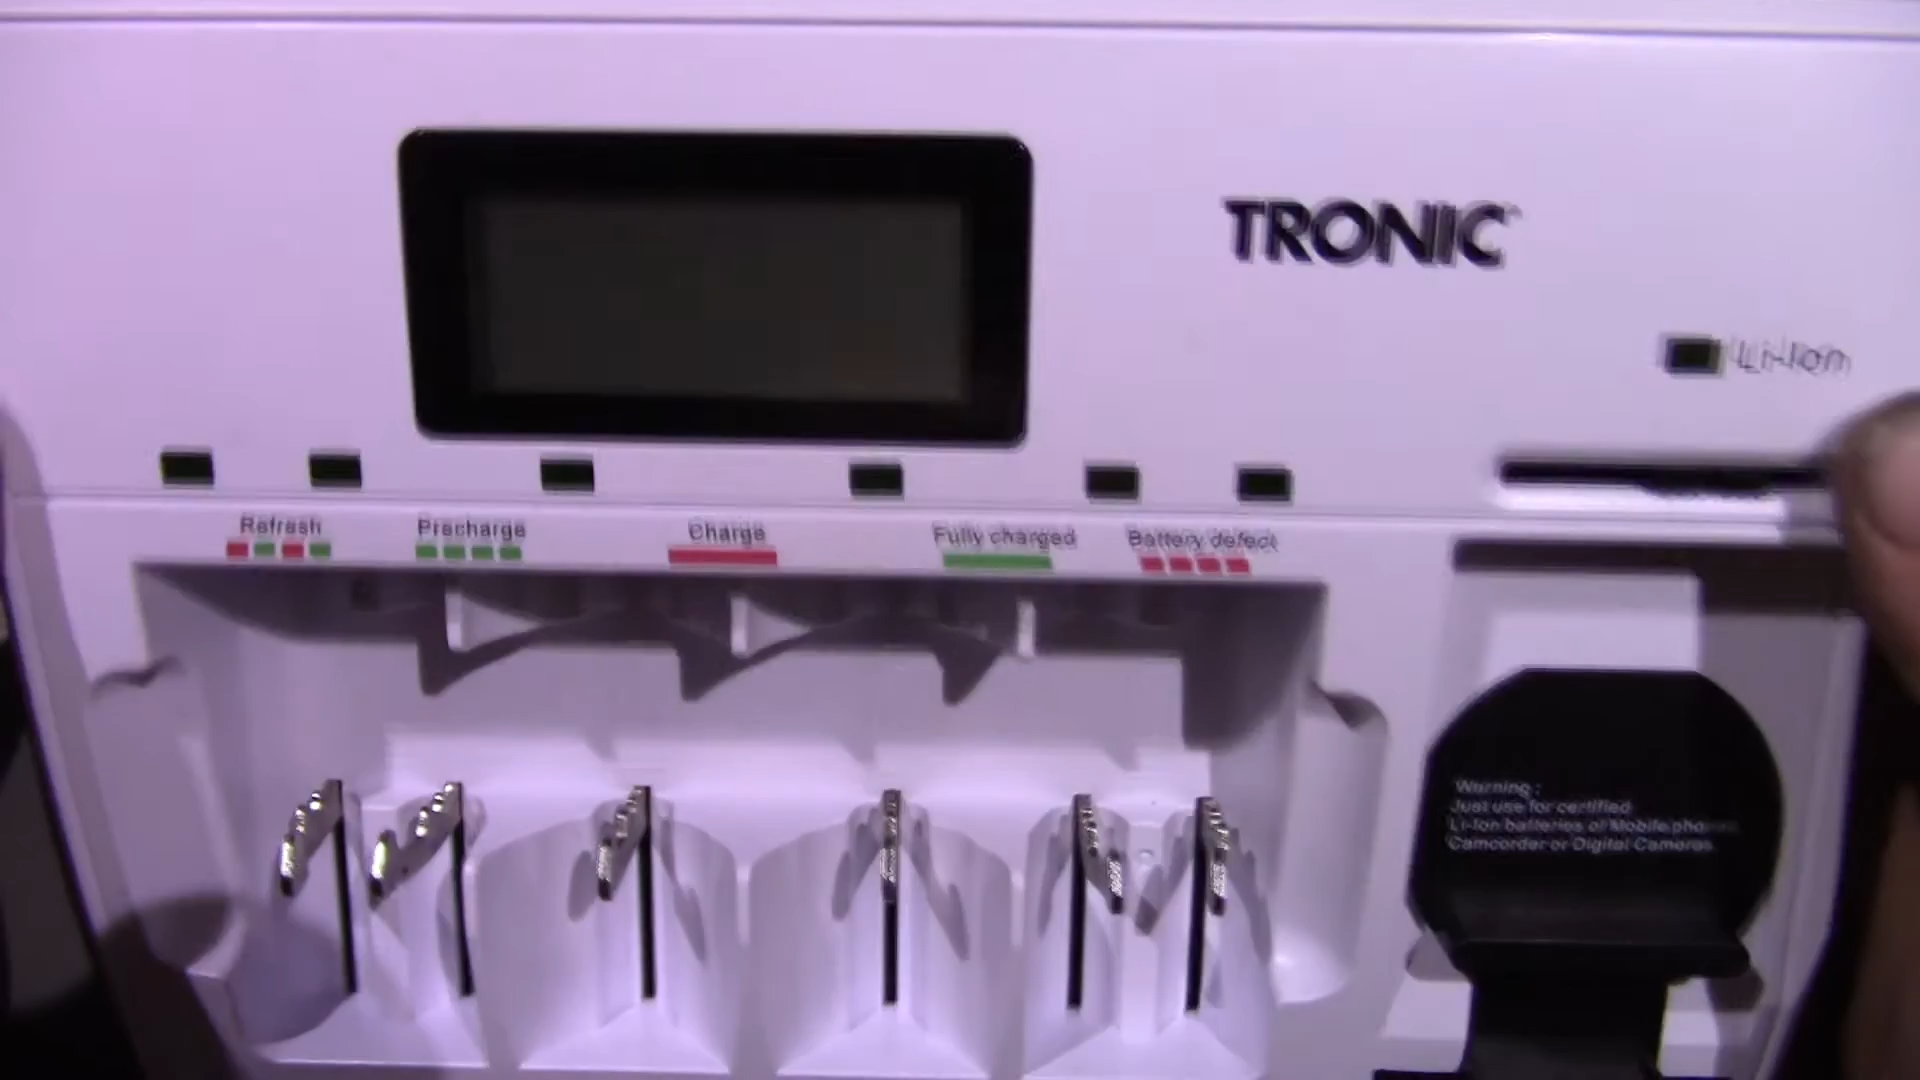 TRONIC
Li-Ion
Refresh
Precharge
Charge
Fully charged
Battery defect
Warning :
Just use for certified
Li-Ion batteries of Mobile phones,
Camcorder or Digital Cameras